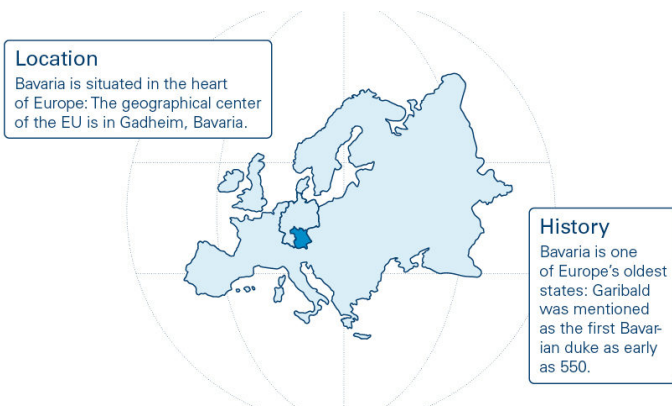 Location
Bavaria is situated in the heart
of Europe: The geographical center
of the EU is in Gadheim, Bavaria.
History
Bavaria is one
of Europe's oldest
states: Garibald
was mentioned
as the first Bavar-
ian duke as early
as 550.